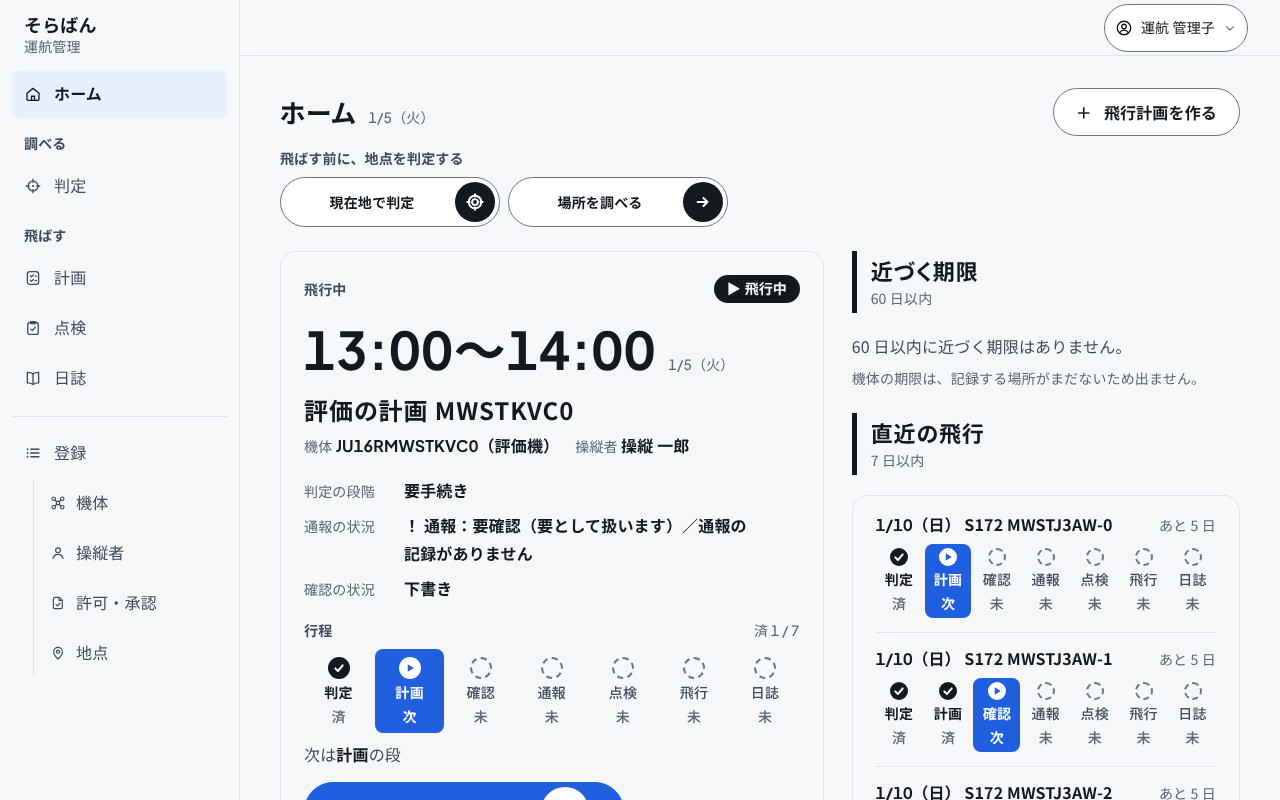 そらばん
運航管理
ホーム
調べる
判定
飛ばす
計画
点検
日誌
登録
機体
操縦者
許可・承認
地点
運航 管理子
ホーム 1/5（火）
飛行計画を作る
飛ばす前に、地点を判定する
現在地で判定
場所を調べる
飛行中
飛行中
13:00〜14:00 1/5（火）
評価の計画 MWSTKVC0
機体 JU16RMWSTKVC0（評価機） 操縦者 操縦 一郎
判定の段階 要手続き
通報の状況 ！ 通報：要確認（要として扱います）／通報の
記録がありません
確認の状況 下書き
行程 済 1 / 7
判定 計画 確認 通報 点検 飛行 日誌
済 次 未 未 未 未 未
次は計画の段
近づく期限
60 日以内
60 日以内に近づく期限はありません。
機体の期限は、記録する場所がまだないため出ません。
直近の飛行
7 日以内
1/10（日） S172 MWSTJ3AW-0 あと 5 日
判定 計画 確認 通報 点検 飛行 日誌
済 次 未 未 未 未 未
1/10（日） S172 MWSTJ3AW-1 あと 5 日
判定 計画 確認 通報 点検 飛行 日誌
済 済 次 未 未 未 未
1/10（日） S172 MWSTJ3AW-2 あと 5 日